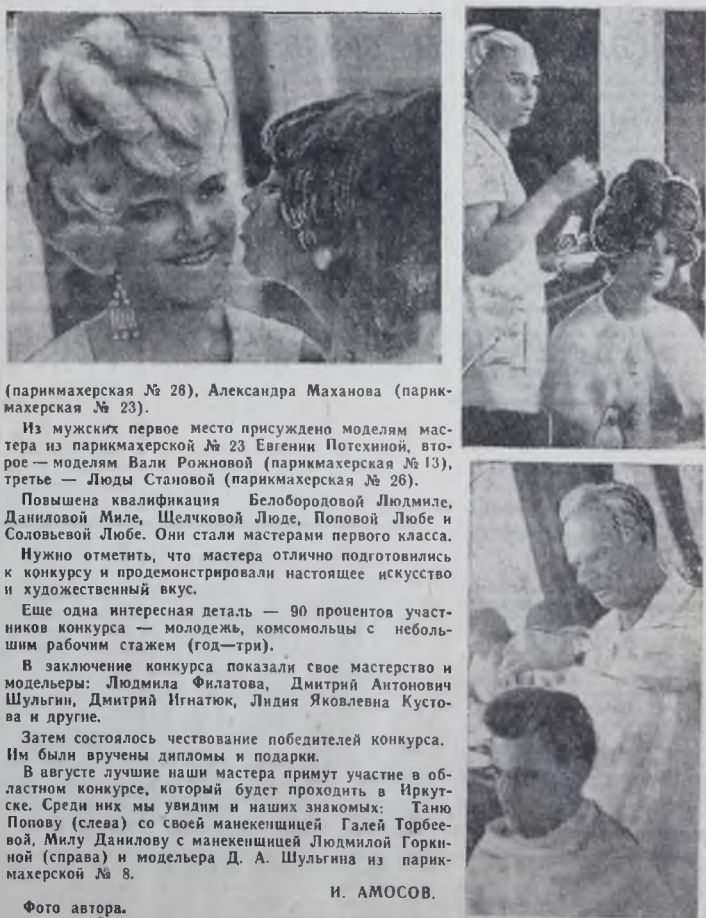 (парикмахерская № 26), Александра Маханова (парик-
махерская № 23).
Из мужских первое место присуждено моделям мас-
тера из парикмахерской № 23 Евгении Потехиной, вто-
рое — моделям Вали Рожновой (парикмахерская № 13),
третье — Люды Становой (парикмахерская № 26).
Повышена квалификация Белобородовой Людмиле,
Даниловой Миле, Щелчковой Люде, Поповой Любе и
Соловьевой Любе. Они стали мастерами первого класса.
Нужно отметить, что мастера отлично подготовились
к конкурсу и продемонстрировали настоящее искусство
и художественный вкус.
Еще одна интересная деталь — 90 процентов участ-
ников конкурса — молодежь, комсомольцы с неболь-
шим рабочим стажем (год—три).
В заключение конкурса показали свое мастерство и
модельеры: Людмила Филатова, Дмитрий Антонович
Шульгин, Дмитрий Игнатюк, Лидия Яковлевна Кусто-
ва и другие.
Затем состоялось чествование победителей конкурса.
Им были вручены дипломы и подарки.
В августе лучшие наши мастера примут участие в об-
ластном конкурсе, который будет проходить в Иркут-
ске. Среди них мы увидим и наших знакомых: Таню
Попову (слева) со своей манекенщицей Галей Торбее-
вой, Милу Данилову с манекенщицей Людмилой Горки-
ной (справа) и модельера Д. А. Шульгина из парик-
махерской № 8.
И. АМОСОВ.
Фото автора.